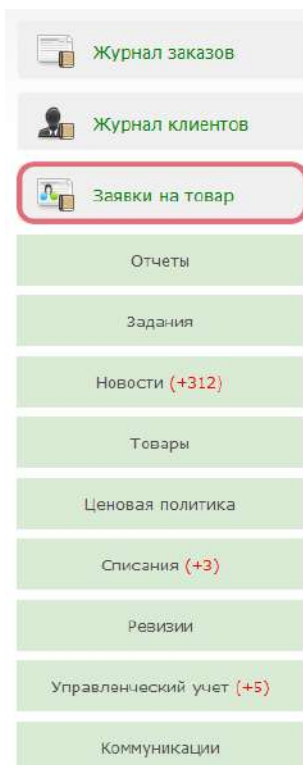 Журнал заказов
Журнал клиентов
Заявки на товар
Отчеты
Задания
Новости (+312)
Товары
Ценовая политика
Списания (+3)
Ревизии
Управленческий учет (+5)
Коммуникации